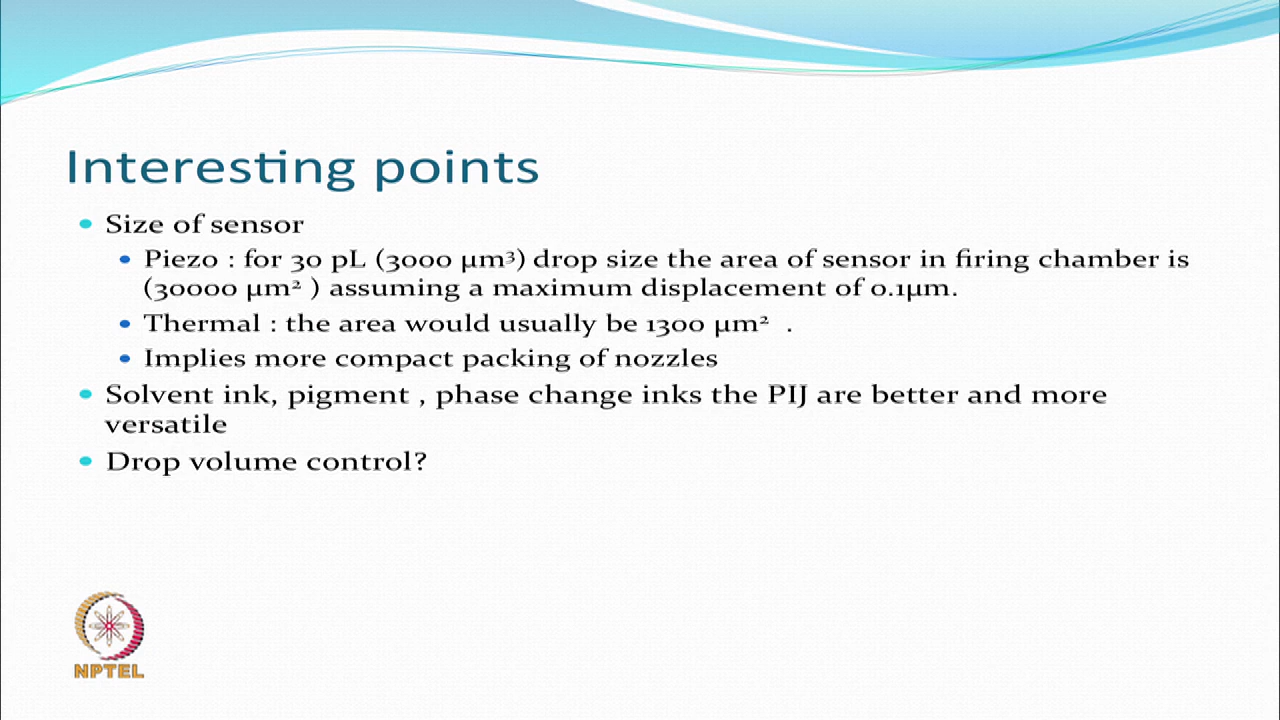 Interesting points
Size of sensor
Piezo : for 30 pL (3000 µm³) drop size the area of sensor in firing chamber is
(30000 µm² ) assuming a maximum displacement of 0.1µm.
Thermal : the area would usually be 1300 µm² .
Implies more compact packing of nozzles
Solvent ink, pigment , phase change inks the PIJ are better and more
versatile
Drop volume control?
NPTEL